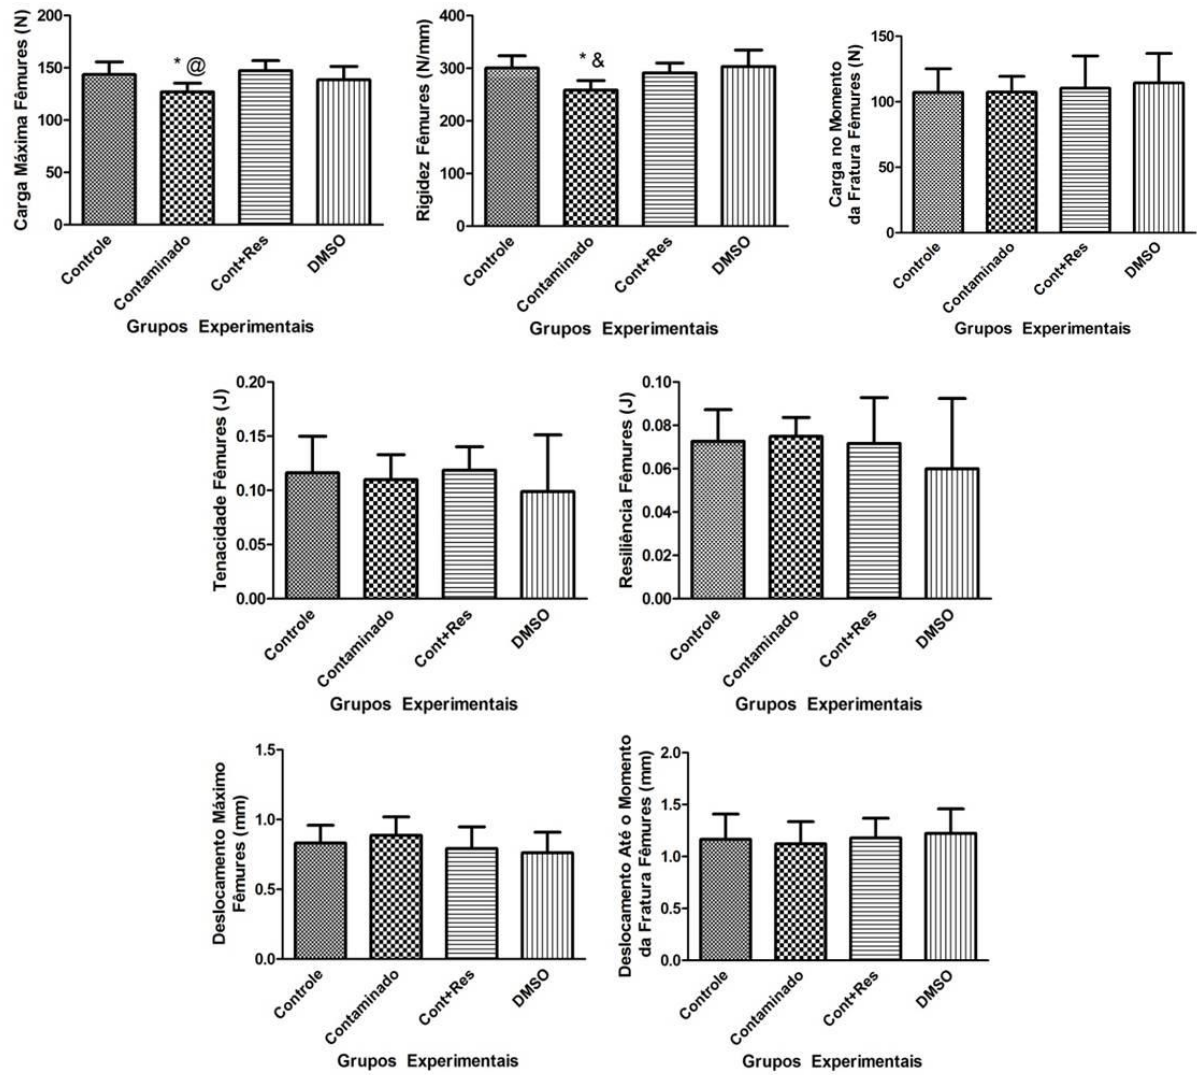 Carga Máxima Fêmures (N)
200
150
100
50
0
* @
Controle
Contaminado
Cont+Res
DMSO
Grupos Experimentais
Rigidez Fêmures (N/mm)
400
300
200
100
0
* &
Controle
Contaminado
Cont+Res
DMSO
Grupos Experimentais
Carga no Momento
da Fratura Fêmures (N)
150
100
50
0
Controle
Contaminado
Cont+Res
DMSO
Grupos Experimentais
Tenacidade Fêmures (J)
0.20
0.15
0.10
0.05
0.00
Controle
Contaminado
Cont+Res
DMSO
Grupos Experimentais
Resiliência Fêmures (J)
0.10
0.08
0.06
0.04
0.02
0.00
Controle
Contaminado
Cont+Res
DMSO
Grupos Experimentais
Deslocamento Máximo
Fêmures (mm)
1.5
1.0
0.5
0.0
Controle
Contaminado
Cont+Res
DMSO
Grupos Experimentais
Deslocamento Até o Momento
da Fratura Fêmures (mm)
2.0
1.5
1.0
0.5
0.0
Controle
Contaminado
Cont+Res
DMSO
Grupos Experimentais